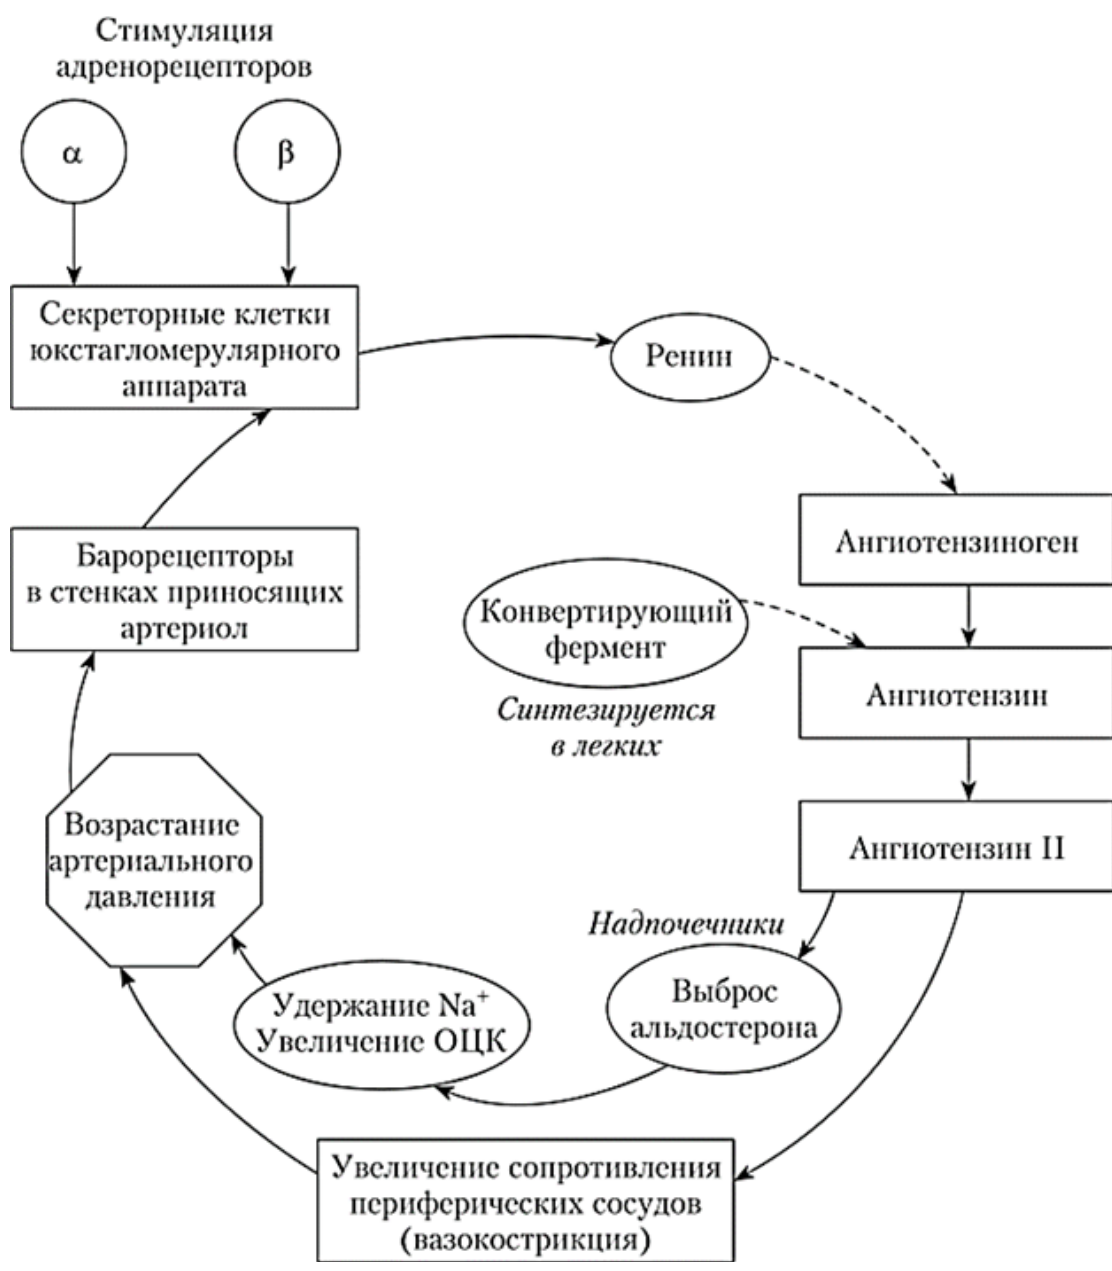 Стимуляция
адренорецепторов
α
β
Секреторные клетки
юкстагломерулярного
аппарата
Ренин
Ангиотензиноген
Барорецепторы
в стенках приносящих
артериол
Конвертирующий
фермент
Синтезируется
в легких
Ангиотензин
Возрастание
артериального
давления
Ангиотензин II
Надпочечники
Выброс
альдостерона
Удержание Na⁺
Увеличение ОЦК
Увеличение сопротивления
периферических сосудов
(вазокострикция)